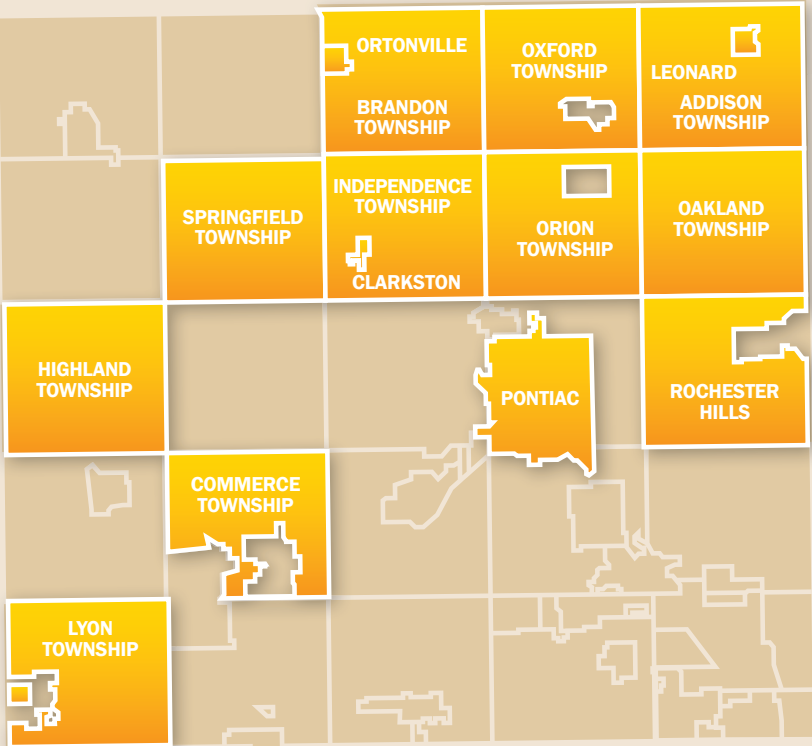 ORTONVILLE
BRANDON
TOWNSHIP
OXFORD
TOWNSHIP
LEONARD
ADDISON
TOWNSHIP
SPRINGFIELD
TOWNSHIP
INDEPENDENCE
TOWNSHIP
CLARKSTON
ORION
TOWNSHIP
OAKLAND
TOWNSHIP
HIGHLAND
TOWNSHIP
PONTIAC
ROCHESTER
HILLS
COMMERCE
TOWNSHIP
LYON
TOWNSHIP